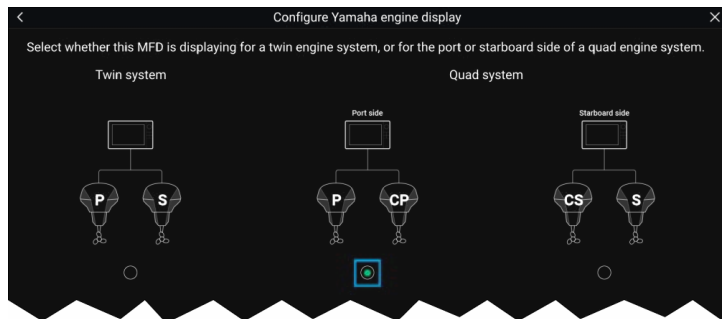 Configure Yamaha engine display
Select whether this MFD is displaying for a twin engine system, or for the port or starboard side of a quad engine system.
Twin system
Quad system
Port side
Starboard side
P
S
P
CP
CS
S